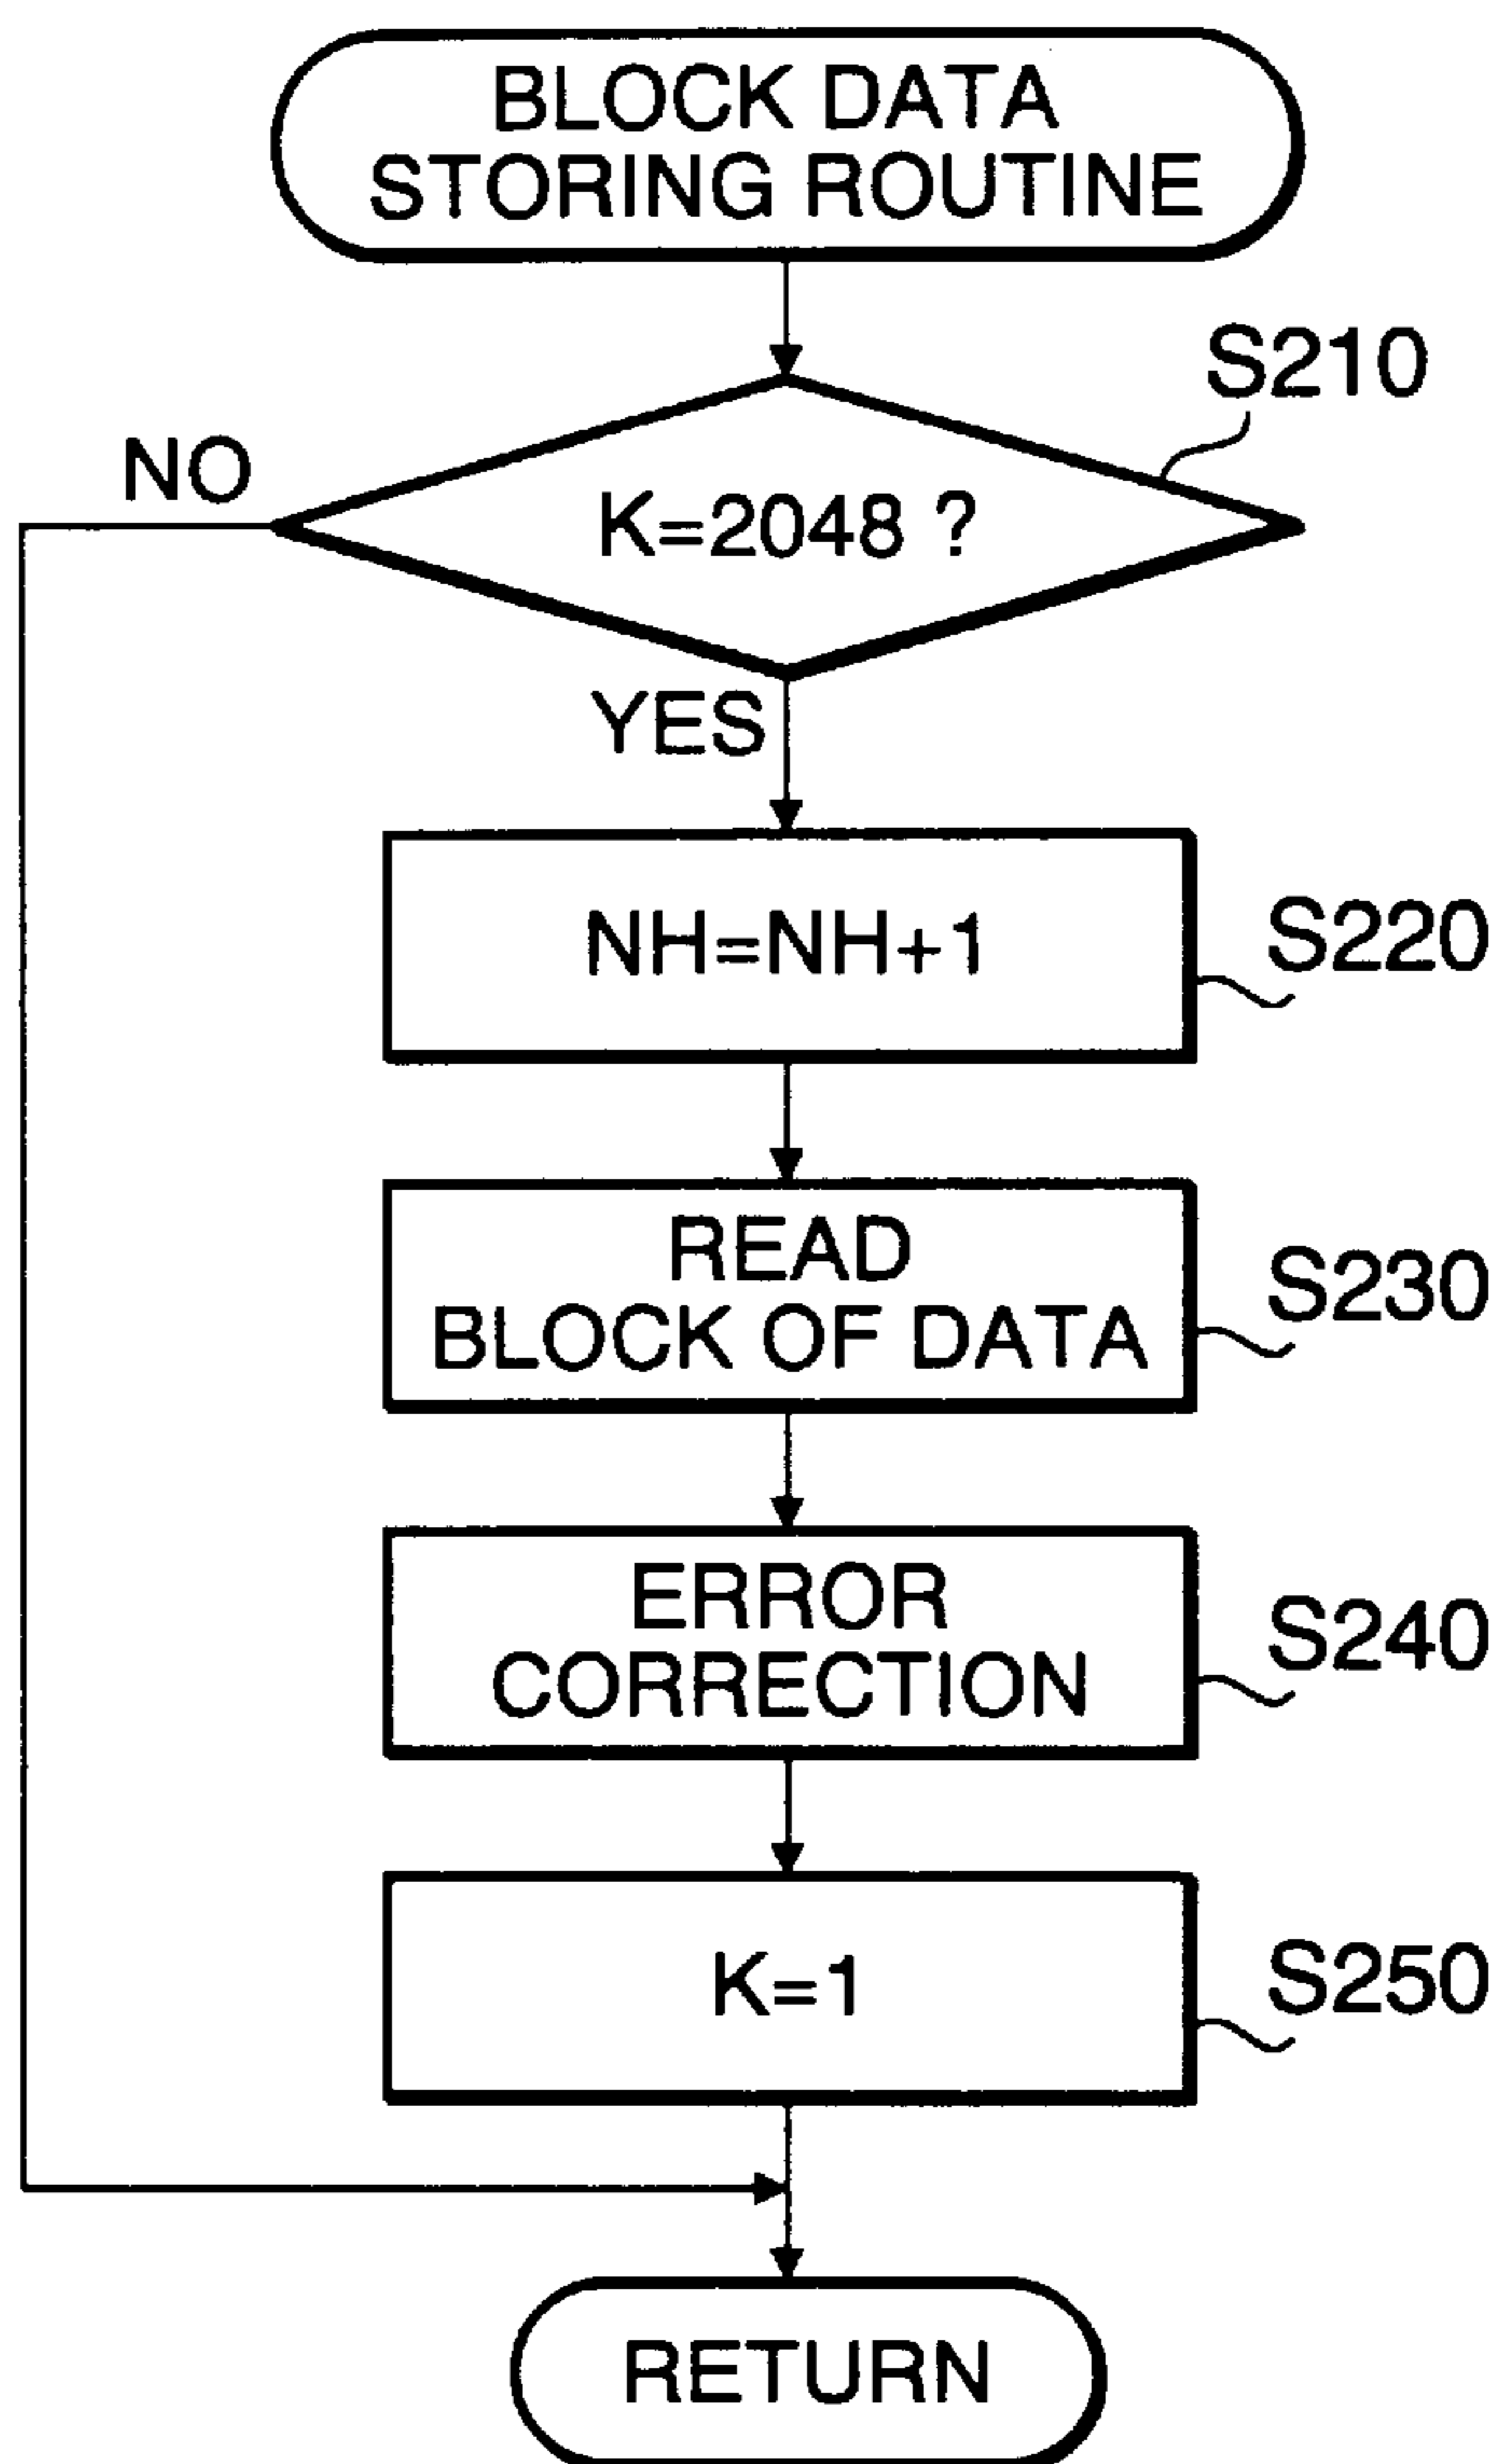 BLOCK DATA
STORING ROUTINE
S210
NO
K=2048 ?
YES
NH=NH+1
S220
READ
BLOCK OF DATA
S230
ERROR
CORRECTION
S240
K=1
S250
RETURN